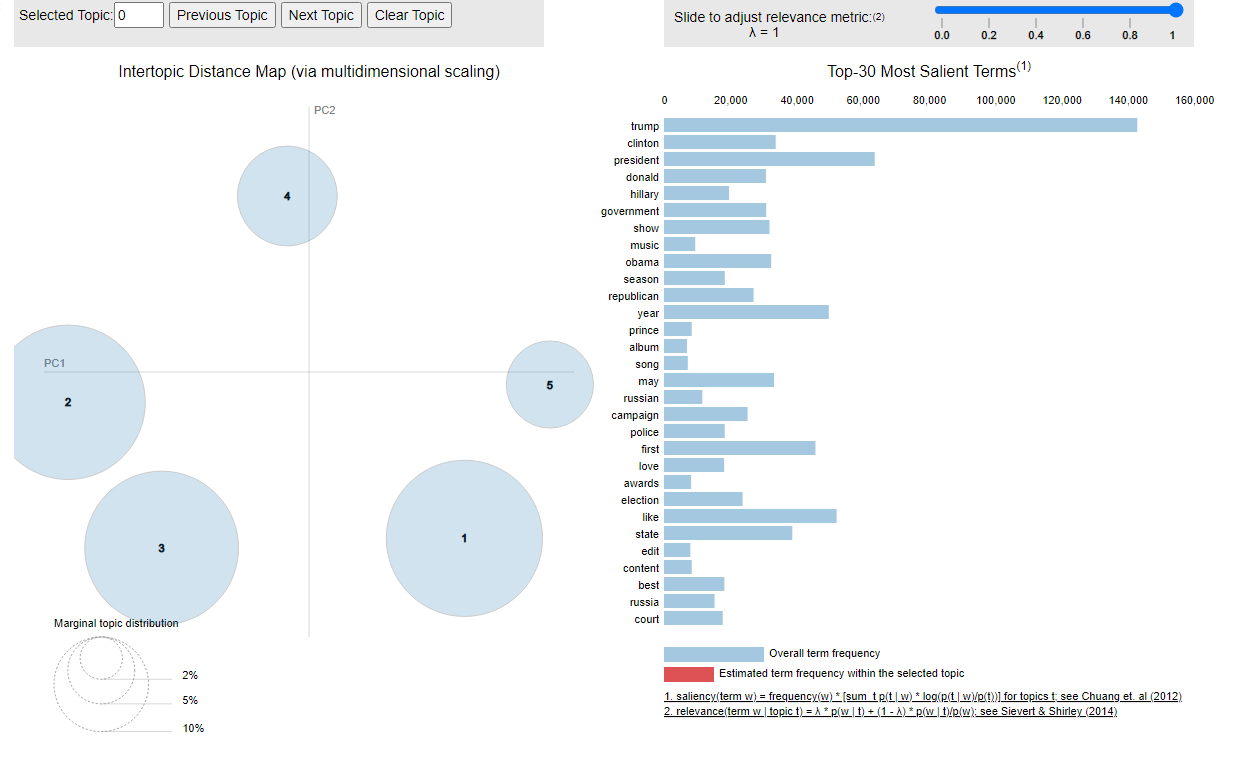 Selected Topic: 0 Previous Topic Next Topic Clear Topic
Slide to adjust relevance metric:(2)
λ = 1
0.0 0.2 0.4 0.6 0.8 1
Intertopic Distance Map (via multidimensional scaling)
PC2
PC1
4
2
5
3
1
Marginal topic distribution
2%
5%
10%
Top-30 Most Salient Terms(1)
0 20,000 40,000 60,000 80,000 100,000 120,000 140,000 160,000
trump
clinton
president
donald
hillary
government
show
music
obama
season
republican
year
prince
album
song
may
russian
campaign
police
first
love
awards
election
like
state
edit
content
best
russia
court
Overall term frequency
Estimated term frequency within the selected topic
1. saliency(term w) = frequency(w) * [sum_t p(t | w) * log(p(t | w)/p(t))] for topics t; see Chuang et. al (2012)
2. relevance(term w | topic t) = λ * p(w | t) + (1 - λ) * p(w | t)/p(w); see Sievert & Shirley (2014)